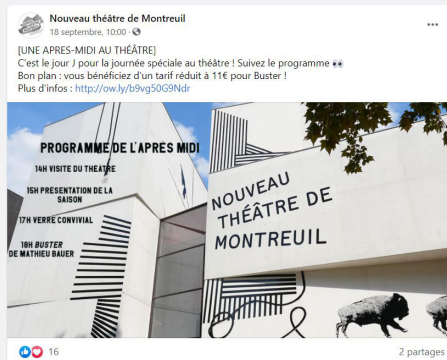 Nouveau théâtre de Montreuil
18 septembre, 10:00 ·
[UNE APRES-MIDI AU THÉÂTRE]
C'est le jour J pour la journée spéciale au théâtre ! Suivez le programme 👀
Bon plan : vous bénéficiez d'un tarif réduit à 11€ pour Buster !
Plus d'infos : http://ow.ly/b9vg50G9Ndr
PROGRAMME DE L'APRÈS MIDI
14H VISITE DU THÉATRE
15H PRÉSENTATION DE LA
SAISON
17H VERRE CONVIVIAL
18H BUSTER
DE MATHIEU BAUER
NOUVEAU
THÉÂTRE DE
MONTREUIL
16
2 partages